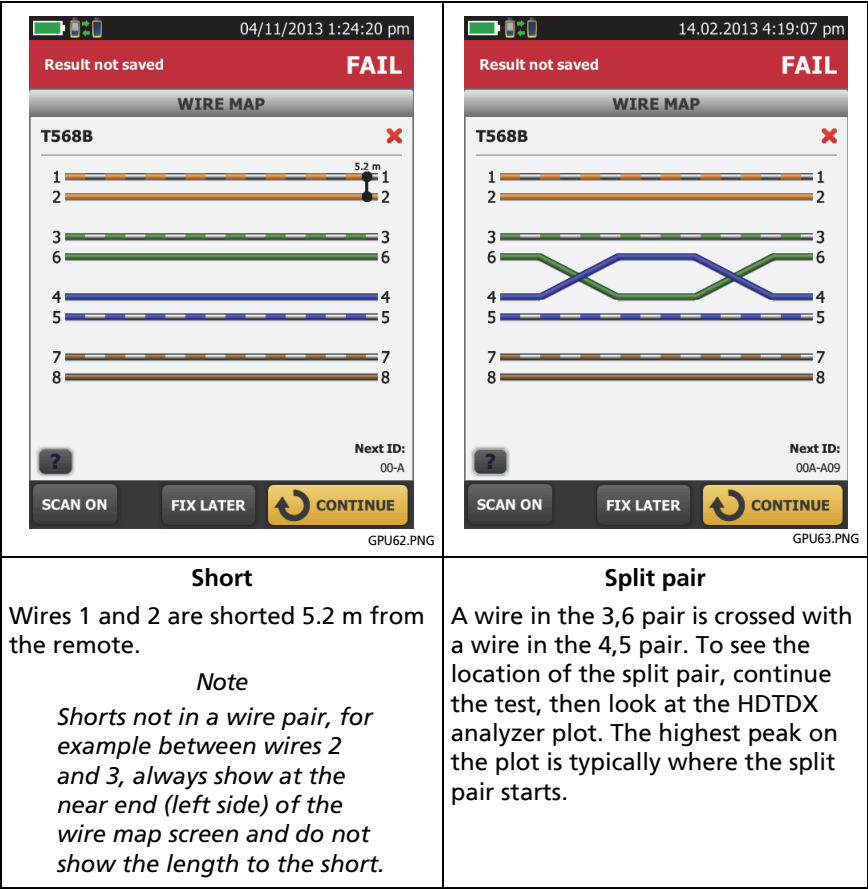 04/11/2013 1:24:20 pm
Result not saved FAIL
WIRE MAP
T568B
5.2 m
1 1
2 2
3 3
6 6
4 4
5 5
7 7
8 8
Next ID:
? 00-A
SCAN ON FIX LATER CONTINUE
GPU62.PNG
14.02.2013 4:19:07 pm
Result not saved FAIL
WIRE MAP
T568B
1 1
2 2
3 3
6 6
4 4
5 5
7 7
8 8
Next ID:
? 00A-A09
SCAN ON FIX LATER CONTINUE
GPU63.PNG
Short
Wires 1 and 2 are shorted 5.2 m from
the remote.
Note
Shorts not in a wire pair, for
example between wires 2
and 3, always show at the
near end (left side) of the
wire map screen and do not
show the length to the short.
Split pair
A wire in the 3,6 pair is crossed with
a wire in the 4,5 pair. To see the
location of the split pair, continue
the test, then look at the HDTDX
analyzer plot. The highest peak on
the plot is typically where the split
pair starts.